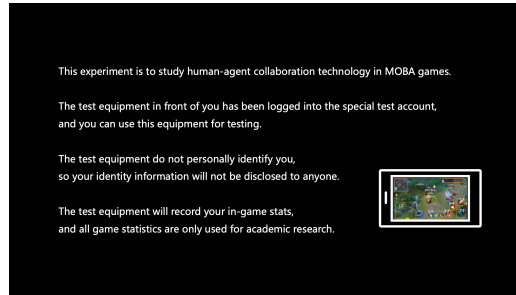 This experiment is to study human-agent collaboration technology in MOBA games.
The test equipment in front of you has been logged into the special test account,
and you can use this equipment for testing.
The test equipment do not personally identify you,
so your identity information will not be disclosed to anyone.
The test equipment will record your in-game stats,
and all game statistics are only used for academic research.